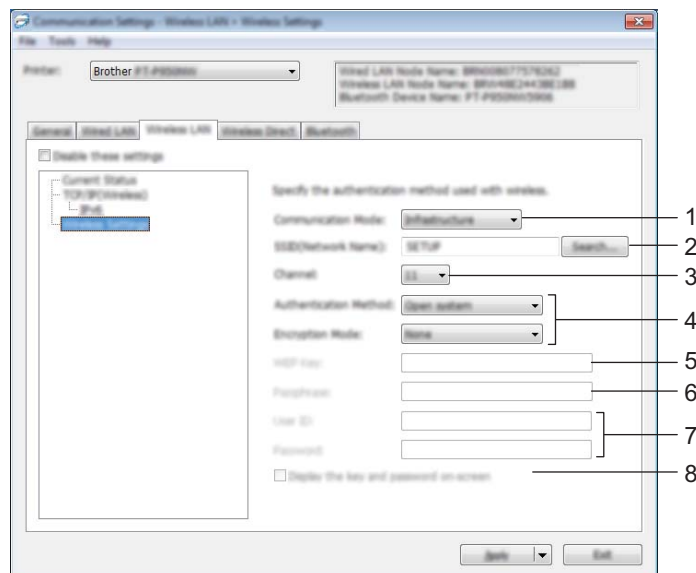 Communication Settings - Wireless LAN > Wireless Settings
File Tools Help
Printer:
Brother PT-P950NW
Wired LAN Node Name:
Wireless LAN Node Name:
Bluetooth Device Name:
General Wired LAN Wireless LAN Wireless Direct Bluetooth
Disable these settings
Current Status
TCP/IP(Wireless)
IPv6
Wireless Settings
Specify the authentication method used with wireless.
Communication Mode: Infrastructure 1
SSID(Network Name): SETUP Search... 2
Channel: 11 3
Authentication Method: Open system
4
Encryption Mode: None
WEP Key: 5
Passphrase: 6
User ID:
7
Password:
Display the key and password on-screen 8
Apply Exit